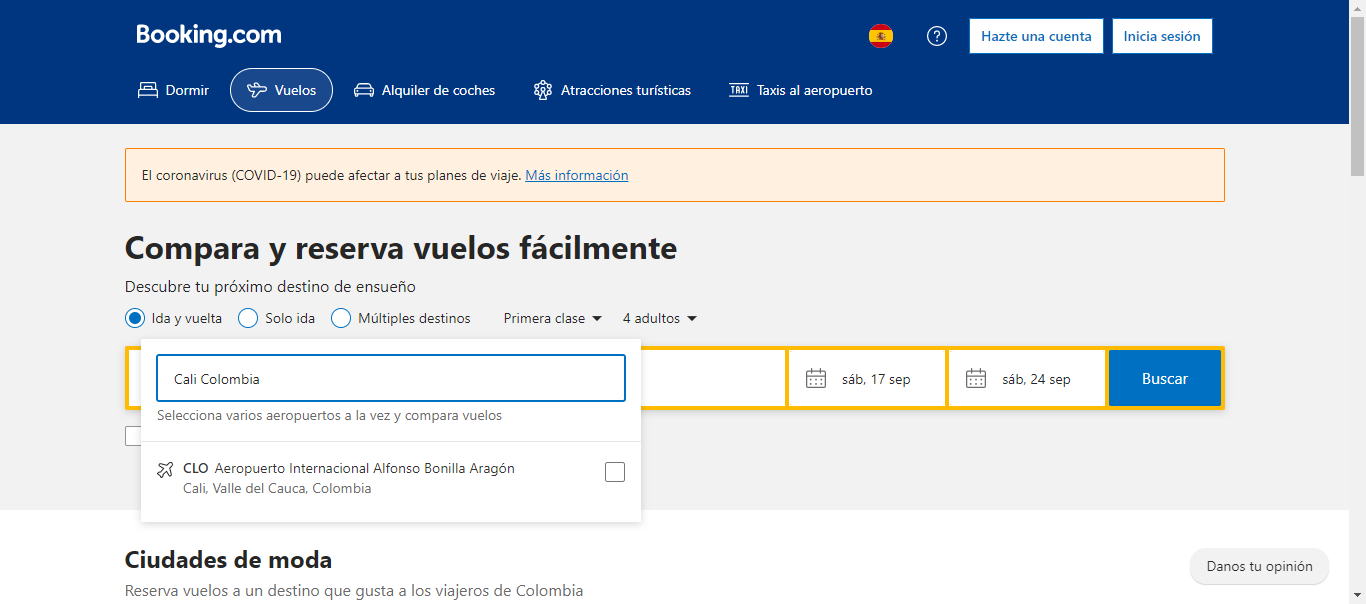 Booking.com
Hazte una cuenta
Inicia sesión
Dormir
Vuelos
Alquiler de coches
Atracciones turísticas
TAXI Taxis al aeropuerto
El coronavirus (COVID-19) puede afectar a tus planes de viaje. Más información
Compara y reserva vuelos fácilmente
Descubre tu próximo destino de ensueño
Ida y vuelta
Solo ida
Múltiples destinos
Primera clase
4 adultos
Cali Colombia
sáb, 17 sep
sáb, 24 sep
Buscar
Selecciona varios aeropuertos a la vez y compara vuelos
CLO Aeropuerto Internacional Alfonso Bonilla Aragón
Cali, Valle del Cauca, Colombia
Ciudades de moda
Reserva vuelos a un destino que gusta a los viajeros de Colombia
Danos tu opinión